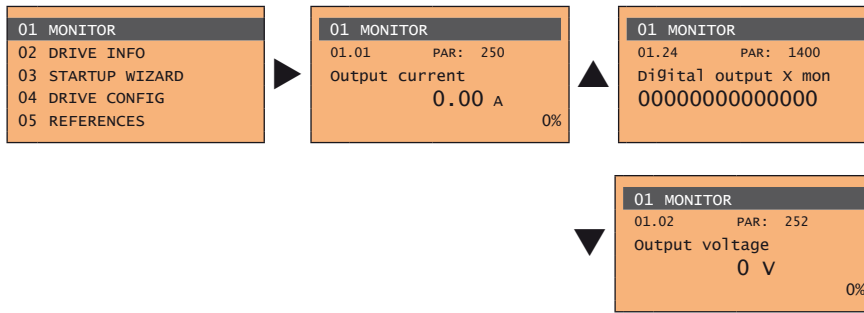 01 MONITOR
02 DRIVE INFO
03 STARTUP WIZARD
04 DRIVE CONFIG
05 REFERENCES
01 MONITOR
01.01 PAR: 250
Output current
0.00 A
0%
01 MONITOR
01.24 PAR: 1400
Digital output X mon
00000000000000
01 MONITOR
01.02 PAR: 252
Output voltage
0 V
0%